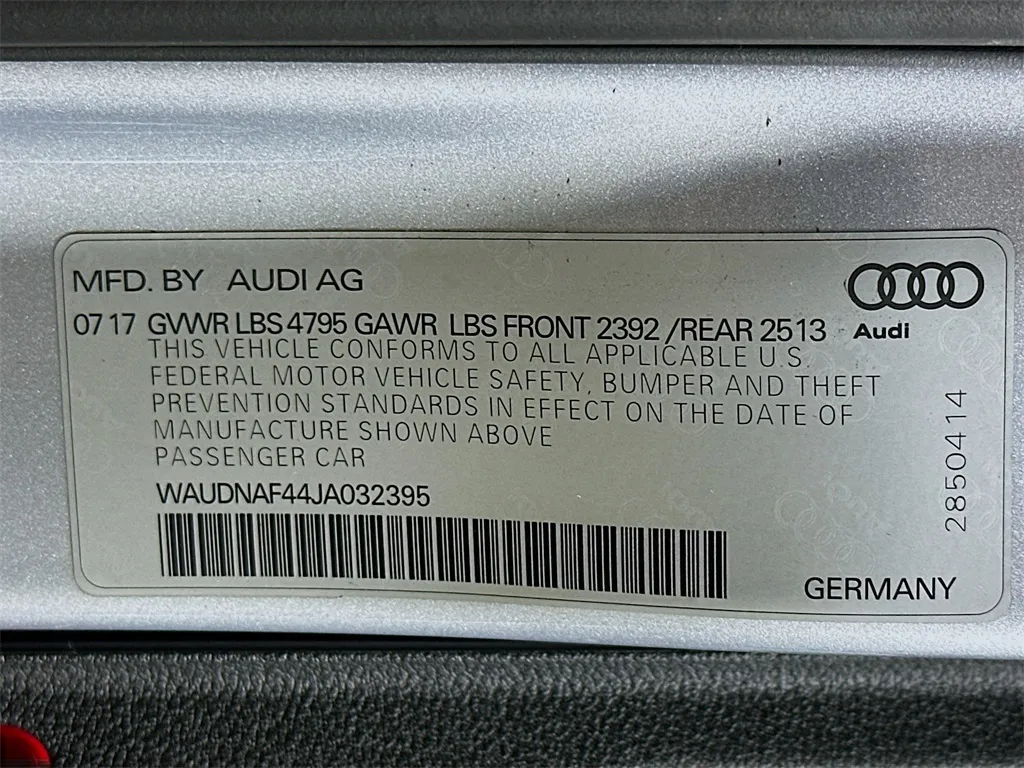 MFD. BY AUDI AG
07 17 GVWR LBS 4795 GAWR LBS FRONT 2392 /REAR 2513
Audi
THIS VEHICLE CONFORMS TO ALL APPLICABLE U.S.
FEDERAL MOTOR VEHICLE SAFETY, BUMPER AND THEFT
PREVENTION STANDARDS IN EFFECT ON THE DATE OF
MANUFACTURE SHOWN ABOVE
PASSENGER CAR
WAUDNAF44JA032395
28504414
GERMANY